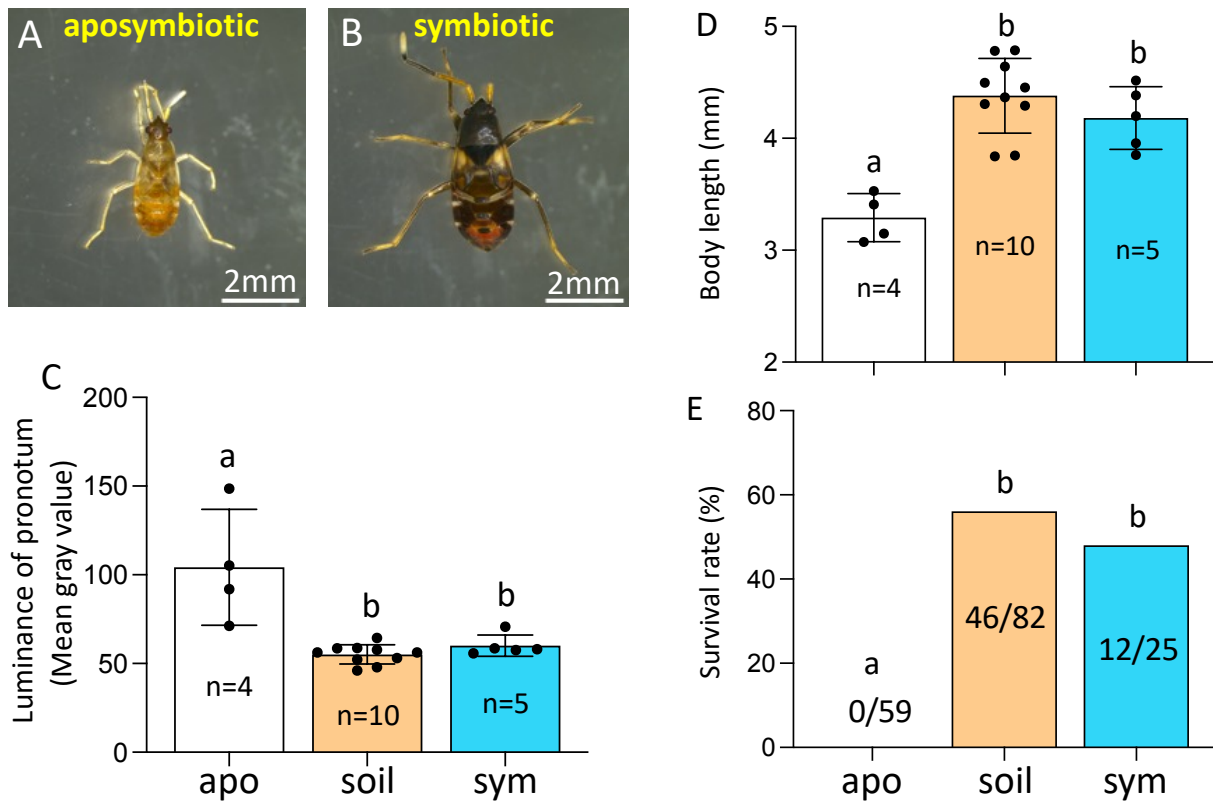 A
aposymbiotic
2mm
B
symbiotic
2mm
C
Luminance of pronotum
(Mean gray value)
200
150
100
50
0
a
b
b
n=4
n=10
n=5
apo
soil
sym
D
Body length (mm)
5
4
3
2
a
b
b
n=4
n=10
n=5
E
Survival rate (%)
80
60
40
20
0
a
b
b
0/59
46/82
12/25
apo
soil
sym